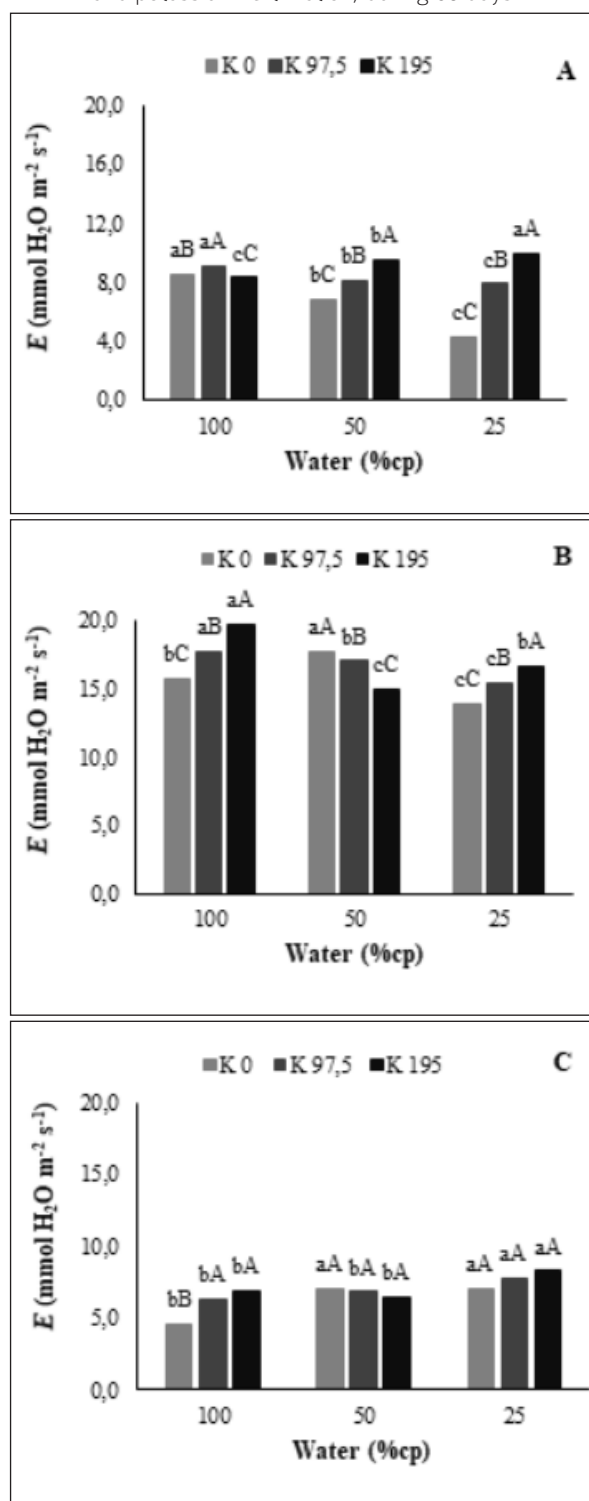 K 0 K 97,5 K 195 A
20,0
16,0
12,0
8,0
4,0
0,0
E (mmol H₂O m⁻² s⁻¹)
aB aA cC bC bB bA cC cB aA
100 50 25
Water (%cp)
K 0 K 97,5 K 195 B
20,0
15,0
10,0
5,0
0,0
E (mmol H₂O m⁻² s⁻¹)
bC aB aA aA bB cC cC cB bA
100 50 25
Water (%cp)
K 0 K 97,5 K 195 C
20,0
15,0
10,0
5,0
0,0
E (mmol H₂O m⁻² s⁻¹)
bB bA bA aA bA bA aA aA aA
100 50 25
Water (%cp)